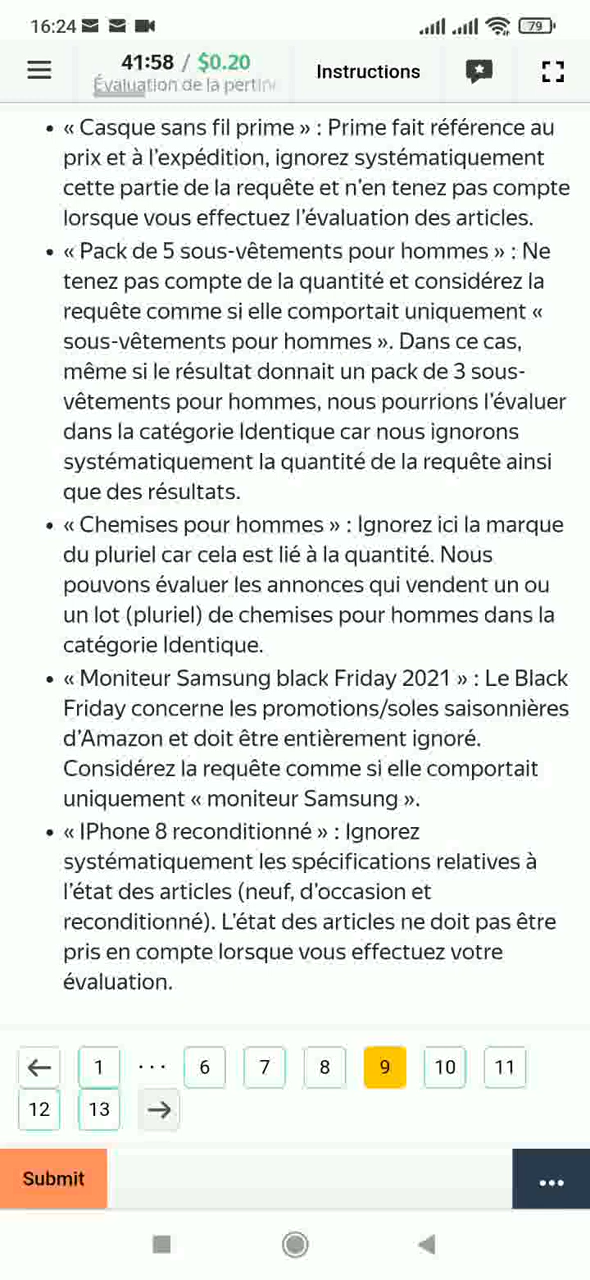 16:24
79
41:58 / $0.20
Instructions
Évaluation de la pertin
• « Casque sans fil prime » : Prime fait référence au
prix et à l’expédition, ignorez systématiquement
cette partie de la requête et n’en tenez pas compte
lorsque vous effectuez l’évaluation des articles.
• « Pack de 5 sous-vêtements pour hommes » : Ne
tenez pas compte de la quantité et considérez la
requête comme si elle comportait uniquement «
sous-vêtements pour hommes ». Dans ce cas,
même si le résultat donnait un pack de 3 sous-
vêtements pour hommes, nous pourrions l’évaluer
dans la catégorie Identique car nous ignorons
systématiquement la quantité de la requête ainsi
que des résultats.
• « Chemises pour hommes » : Ignorez ici la marque
du pluriel car cela est lié à la quantité. Nous
pouvons évaluer les annonces qui vendent un ou
un lot (pluriel) de chemises pour hommes dans la
catégorie Identique.
• « Moniteur Samsung black Friday 2021 » : Le Black
Friday concerne les promotions/soles saisonnières
d’Amazon et doit être entièrement ignoré.
Considérez la requête comme si elle comportait
uniquement « moniteur Samsung ».
• « IPhone 8 reconditionné » : Ignorez
systématiquement les spécifications relatives à
l’état des articles (neuf, d’occasion et
reconditionné). L’état des articles ne doit pas être
pris en compte lorsque vous effectuez votre
évaluation.
← 1 ... 6 7 8 9 10 11
12 13 →
Submit